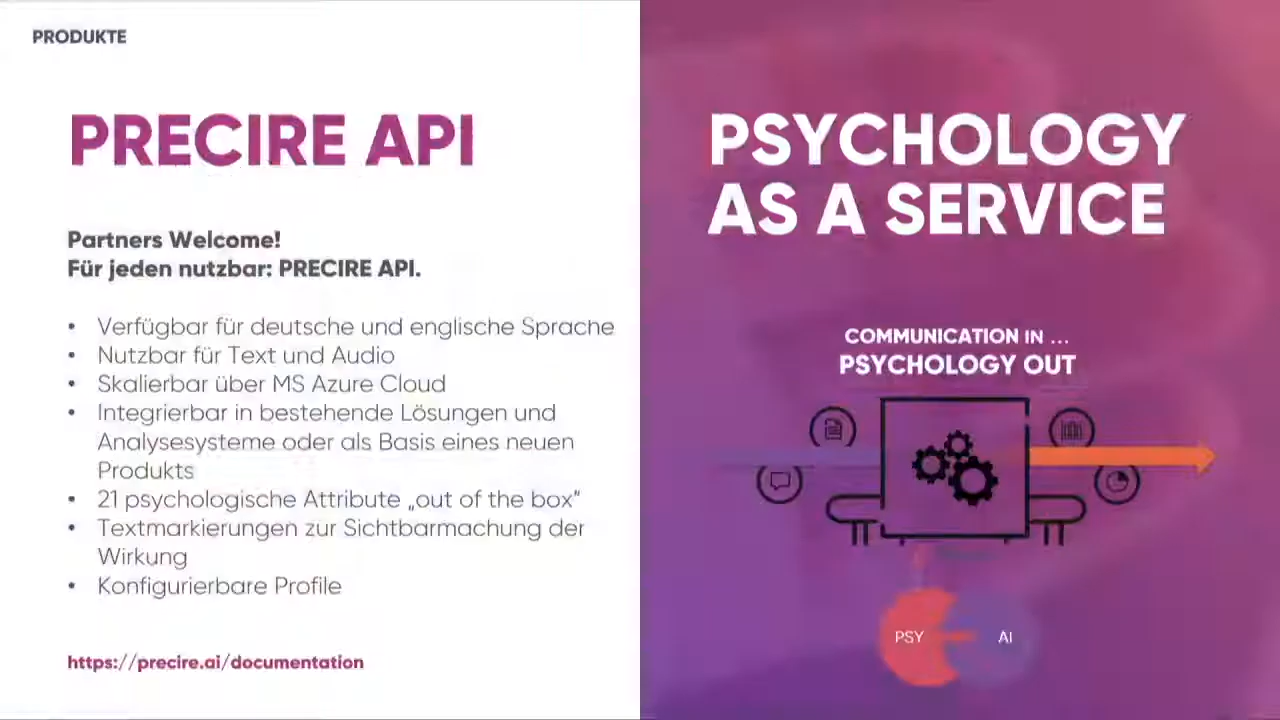 PRODUKTE
PRECIRE API
Partners Welcome!
Für jeden nutzbar: PRECIRE API.
• Verfügbar für deutsche und englische Sprache
• Nutzbar für Text und Audio
• Skalierbar über MS Azure Cloud
• Integrierbar in bestehende Lösungen und
Analysesysteme oder als Basis eines neuen
Produkts
• 21 psychologische Attribute „out of the box“
• Textmarkierungen zur Sichtbarmachung der
Wirkung
• Konfigurierbare Profile
https://precire.ai/documentation
PSYCHOLOGY
AS A SERVICE
COMMUNICATION IN ...
PSYCHOLOGY OUT
PSY
AI